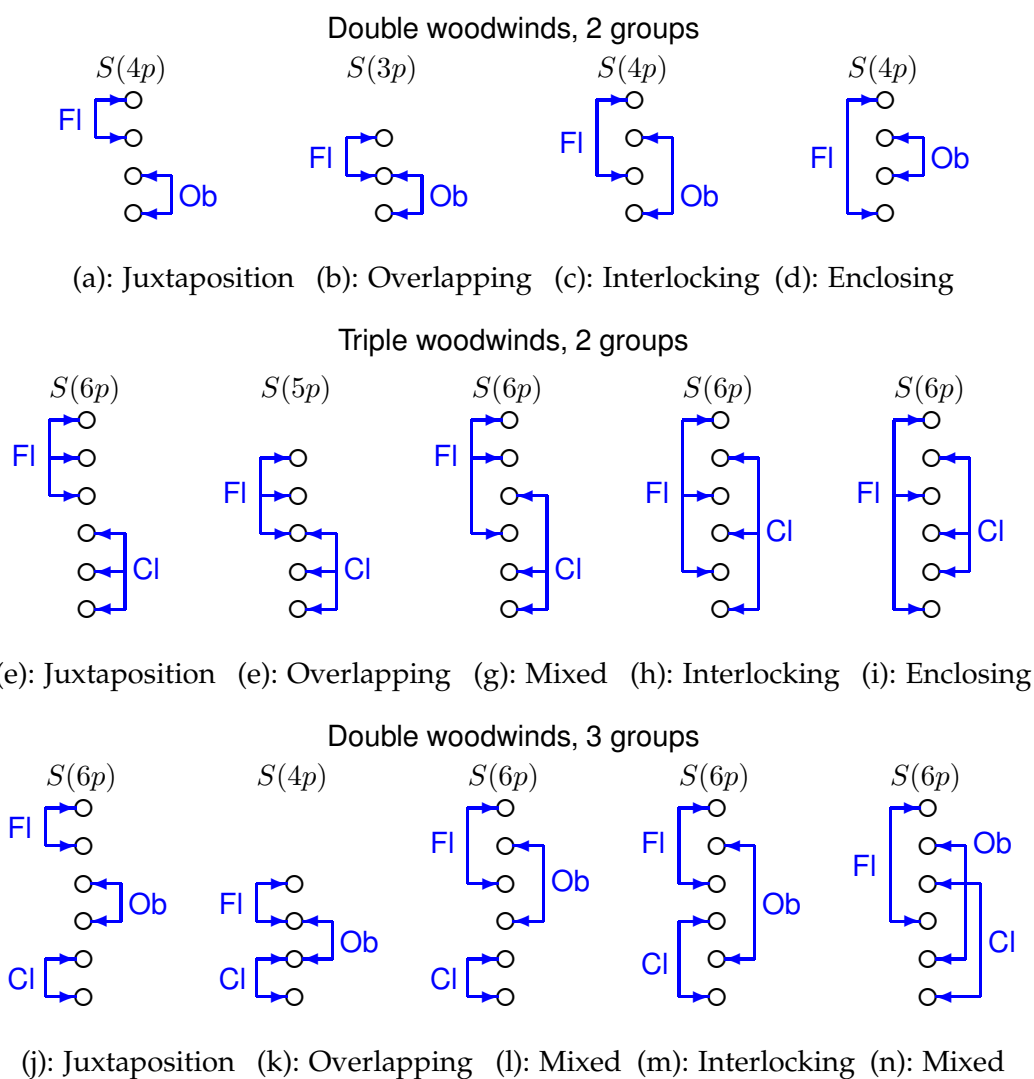 Double woodwinds, 2 groups
S(4p) S(3p) S(4p) S(4p)
Fl Fl Fl Fl
Ob Ob Ob Ob
(a): Juxtaposition (b): Overlapping (c): Interlocking (d): Enclosing
Triple woodwinds, 2 groups
S(6p) S(5p) S(6p) S(6p) S(6p)
Fl Fl Fl Fl Fl
Cl Cl Cl Cl Cl
(e): Juxtaposition (e): Overlapping (g): Mixed (h): Interlocking (i): Enclosing
Double woodwinds, 3 groups
S(6p) S(4p) S(6p) S(6p) S(6p)
Fl Fl Fl Fl Fl
Ob Ob Ob Ob Ob
Cl Cl Cl Cl Cl
(j): Juxtaposition (k): Overlapping (l): Mixed (m): Interlocking (n): Mixed